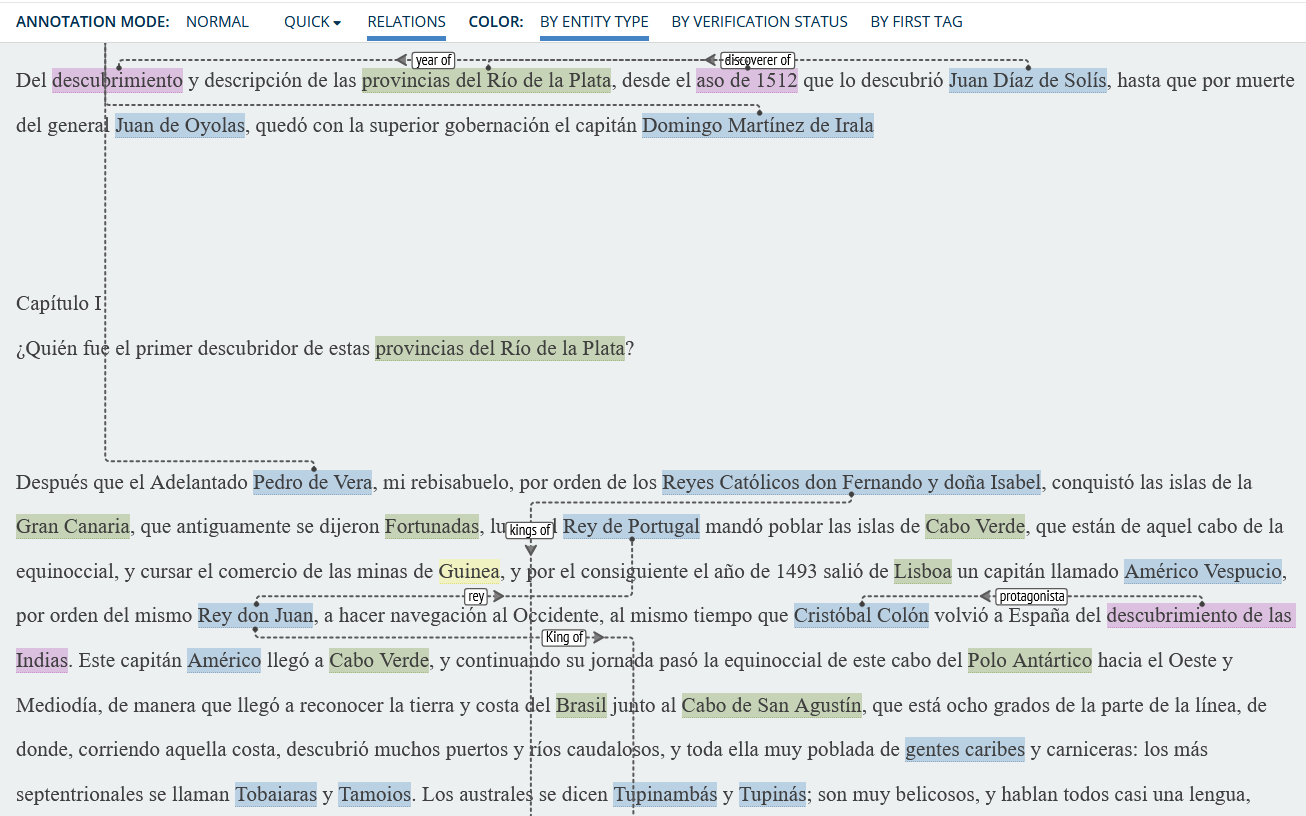 ANNOTATION MODE: NORMAL QUICK RELATIONS COLOR: BY ENTITY TYPE BY VERIFICATION STATUS BY FIRST TAG
year of discoverer of
Del descubrimiento y descripción de las provincias del Río de la Plata, desde el aso de 1512 que lo descubrió Juan Díaz de Solís, hasta que por muerte
del general Juan de Oyolas, quedó con la superior gobernación el capitán Domingo Martínez de Irala
Capítulo I
¿Quién fue el primer descubridor de estas provincias del Río de la Plata?
Después que el Adelantado Pedro de Vera, mi rebisabuelo, por orden de los Reyes Católicos don Fernando y doña Isabel, conquistó las islas de la
Gran Canaria, que antiguamente se dijeron Fortunadas, kings of Rey de Portugal mandó poblar las islas de Cabo Verde, que están de aquel cabo de la
equinoccial, y cursar el comercio de las minas de Guinea, y por el consiguiente el año de 1493 salió de Lisboa un capitán llamado Américo Vespucio,
rey protagonista
por orden del mismo Rey don Juan, a hacer navegación al Occidente, al mismo tiempo que Cristóbal Colón volvió a España del descubrimiento de las
King of
Indias. Este capitán Américo llegó a Cabo Verde, y continuando su jornada pasó la equinoccial de este cabo del Polo Antártico hacia el Oeste y
Mediodía, de manera que llegó a reconocer la tierra y costa del Brasil junto al Cabo de San Agustín, que está ocho grados de la parte de la línea, de
donde, corriendo aquella costa, descubrió muchos puertos y ríos caudalosos, y toda ella muy poblada de gentes caribes y carniceras: los más
septentrionales se llaman Tobaiaras y Tamoios. Los australes se dicen Tupinambás y Tupinás; son muy belicosos, y hablan todos casi una lengua,